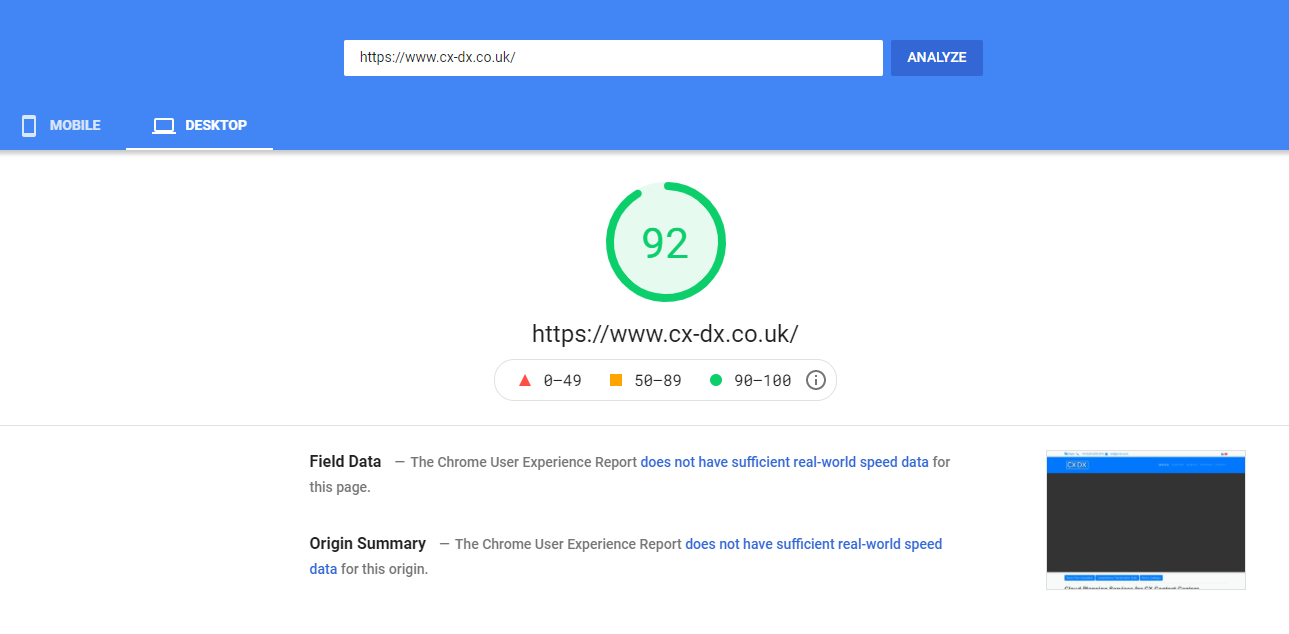 https://www.cx-dx.co.uk/
ANALYZE
MOBILE
DESKTOP
92
https://www.cx-dx.co.uk/
0–49
50–89
90–100
Field Data — The Chrome User Experience Report does not have sufficient real-world speed data for
this page.
Origin Summary — The Chrome User Experience Report does not have sufficient real-world speed
data for this origin.
CX DX